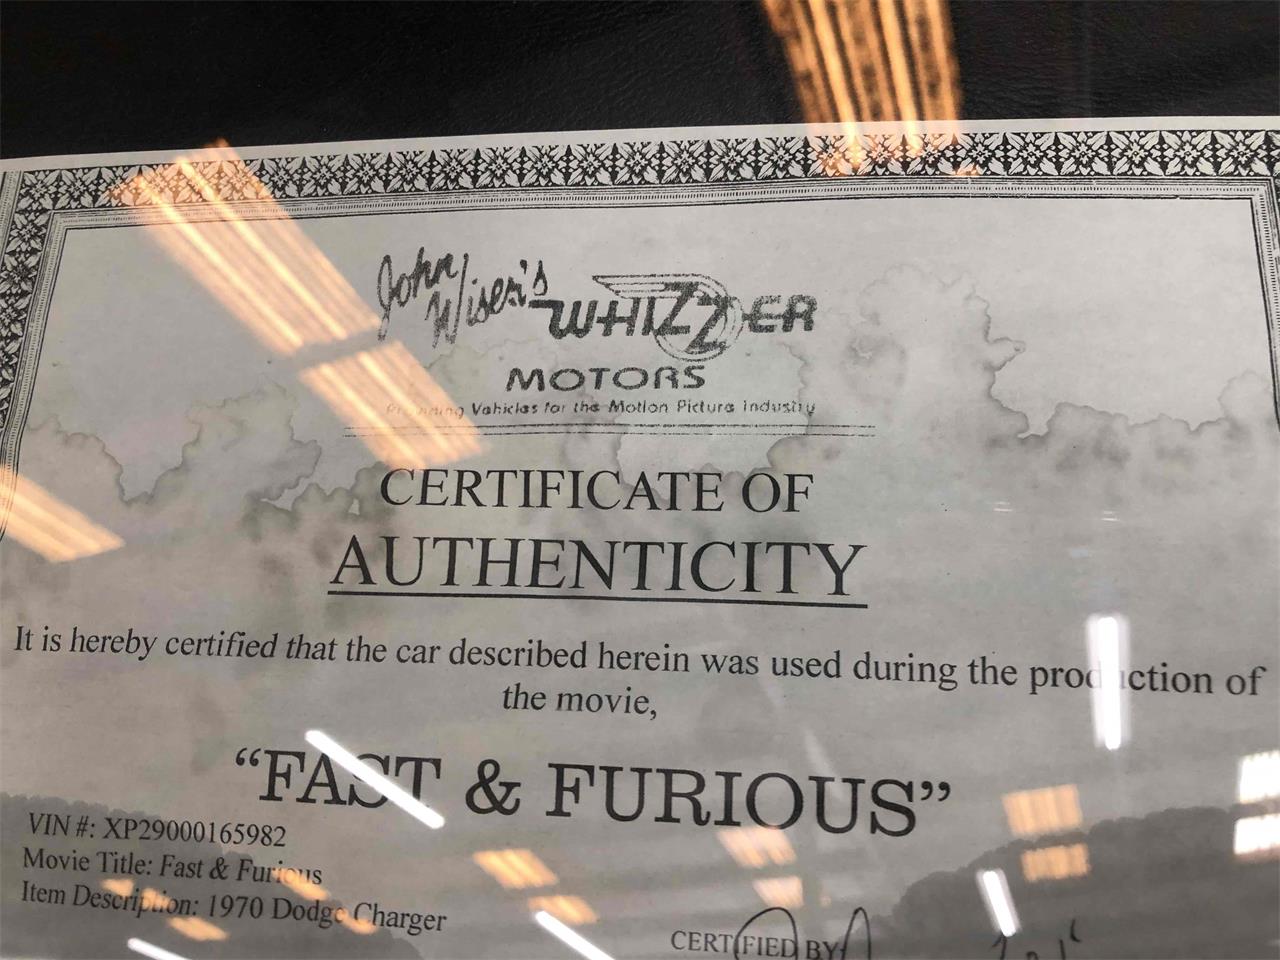 John
Wisen's
WHIZZER
MOTORS
Providing Vehicles for the Motion Picture Industry
CERTIFICATE OF
AUTHENTICITY
It is hereby certified that the car described herein was used during the production of
the movie,
“FAST & FURIOUS”
VIN #: XP29000165982
Movie Title: Fast & Furious
Item Description: 1970 Dodge Charger
CERTIFIED BY: